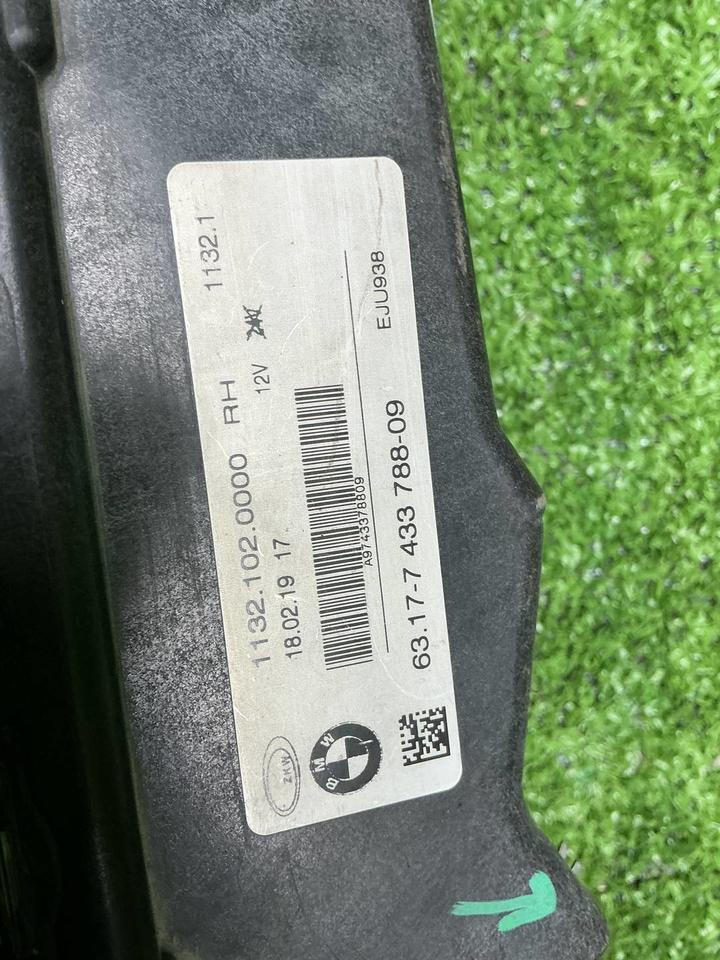 1132.102.0000 RH 1132.1
18.02.19 17 12V
A9743378809
EJU938
63.17-7 433 788-09
ZKW
BMW